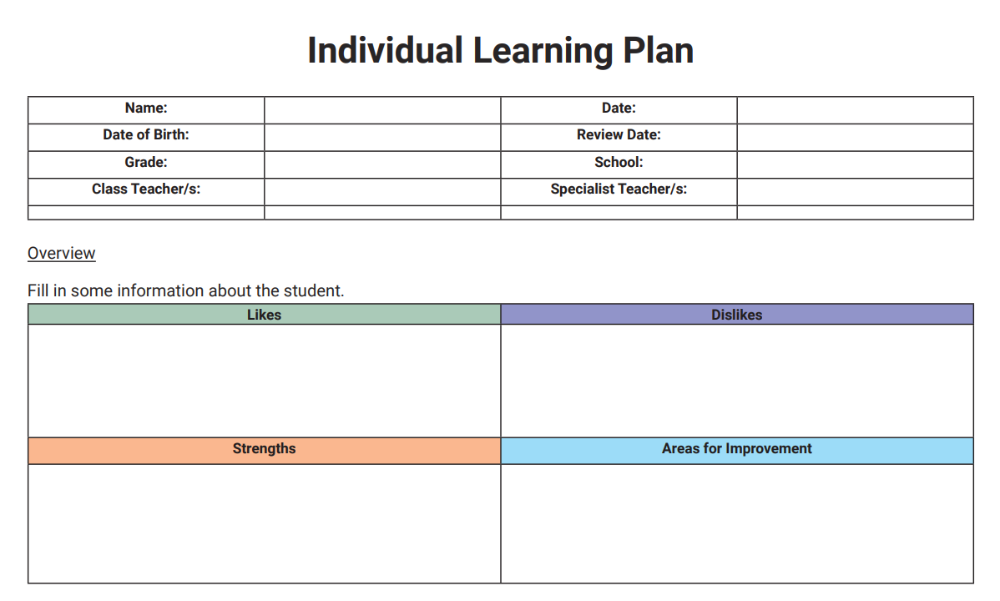 Individual Learning Plan
Name: Date:
Date of Birth: Review Date:
Grade: School:
Class Teacher/s: Specialist Teacher/s:
Overview
Fill in some information about the student.
Likes Dislikes
Strengths Areas for Improvement